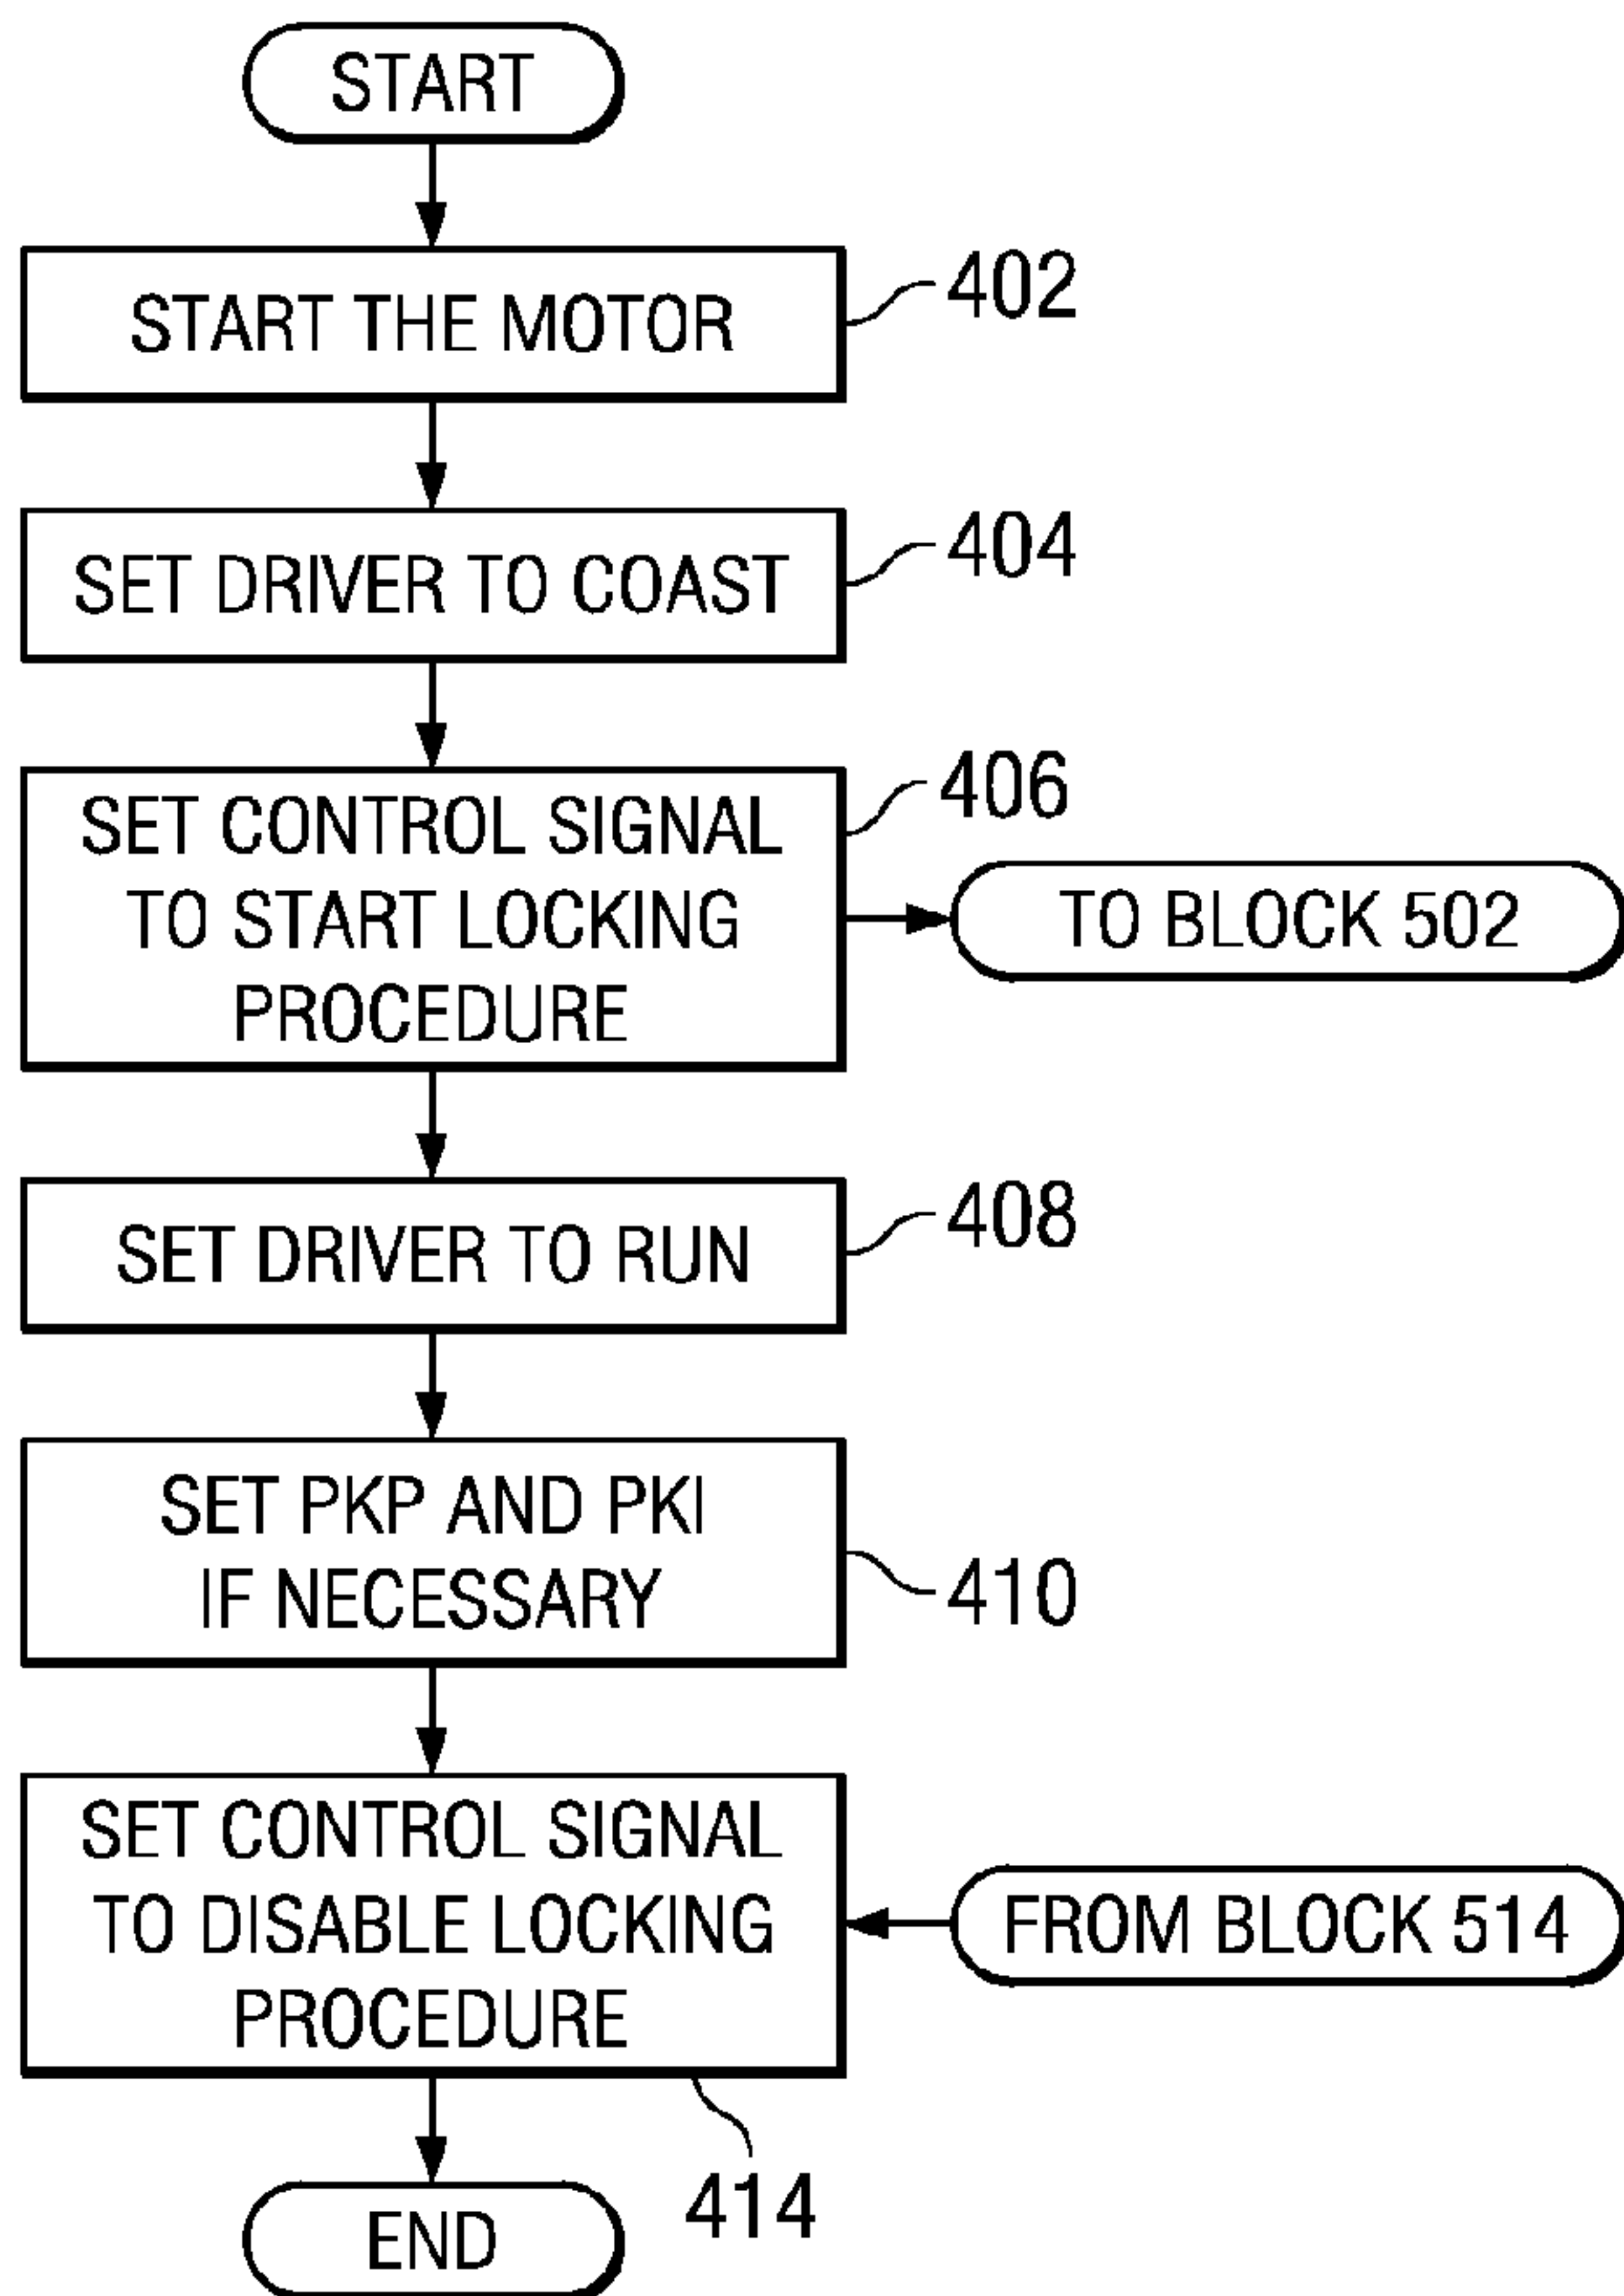 START
START THE MOTOR
402
SET DRIVER TO COAST
404
SET CONTROL SIGNAL
TO START LOCKING
PROCEDURE
406
TO BLOCK 502
SET DRIVER TO RUN
408
SET PKP AND PKI
IF NECESSARY
410
SET CONTROL SIGNAL
TO DISABLE LOCKING
PROCEDURE
FROM BLOCK 514
414
END